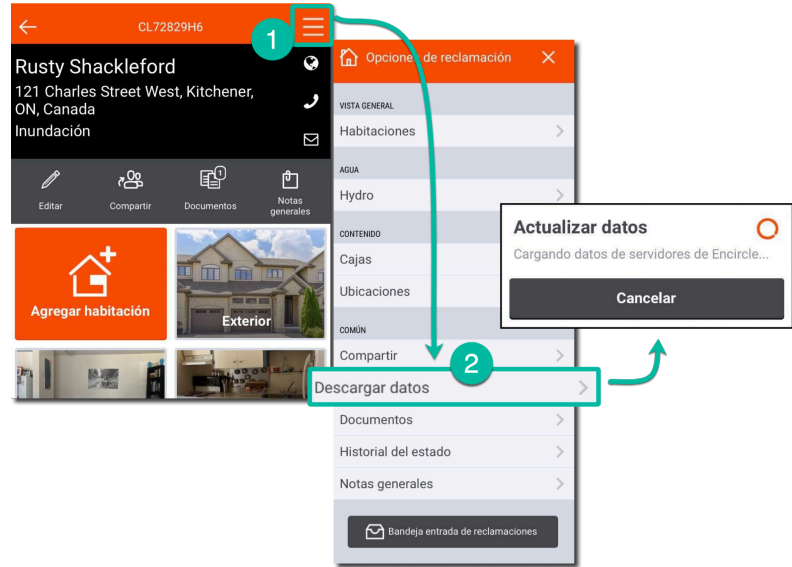 CL72829H6
1
Rusty Shackleford
121 Charles Street West, Kitchener,
ON, Canada
Inundación
Editar
Compartir
1
Documentos
Notas
generales
Agregar habitación
Exterior
Opciones de reclamación
VISTA GENERAL
Habitaciones
AGUA
Hydro
CONTENIDO
Cajas
Ubicaciones
COMÚN
Compartir
2
Descargar datos
Documentos
Historial del estado
Notas generales
Bandeja entrada de reclamaciones
Actualizar datos
Cargando datos de servidores de Encircle...
Cancelar